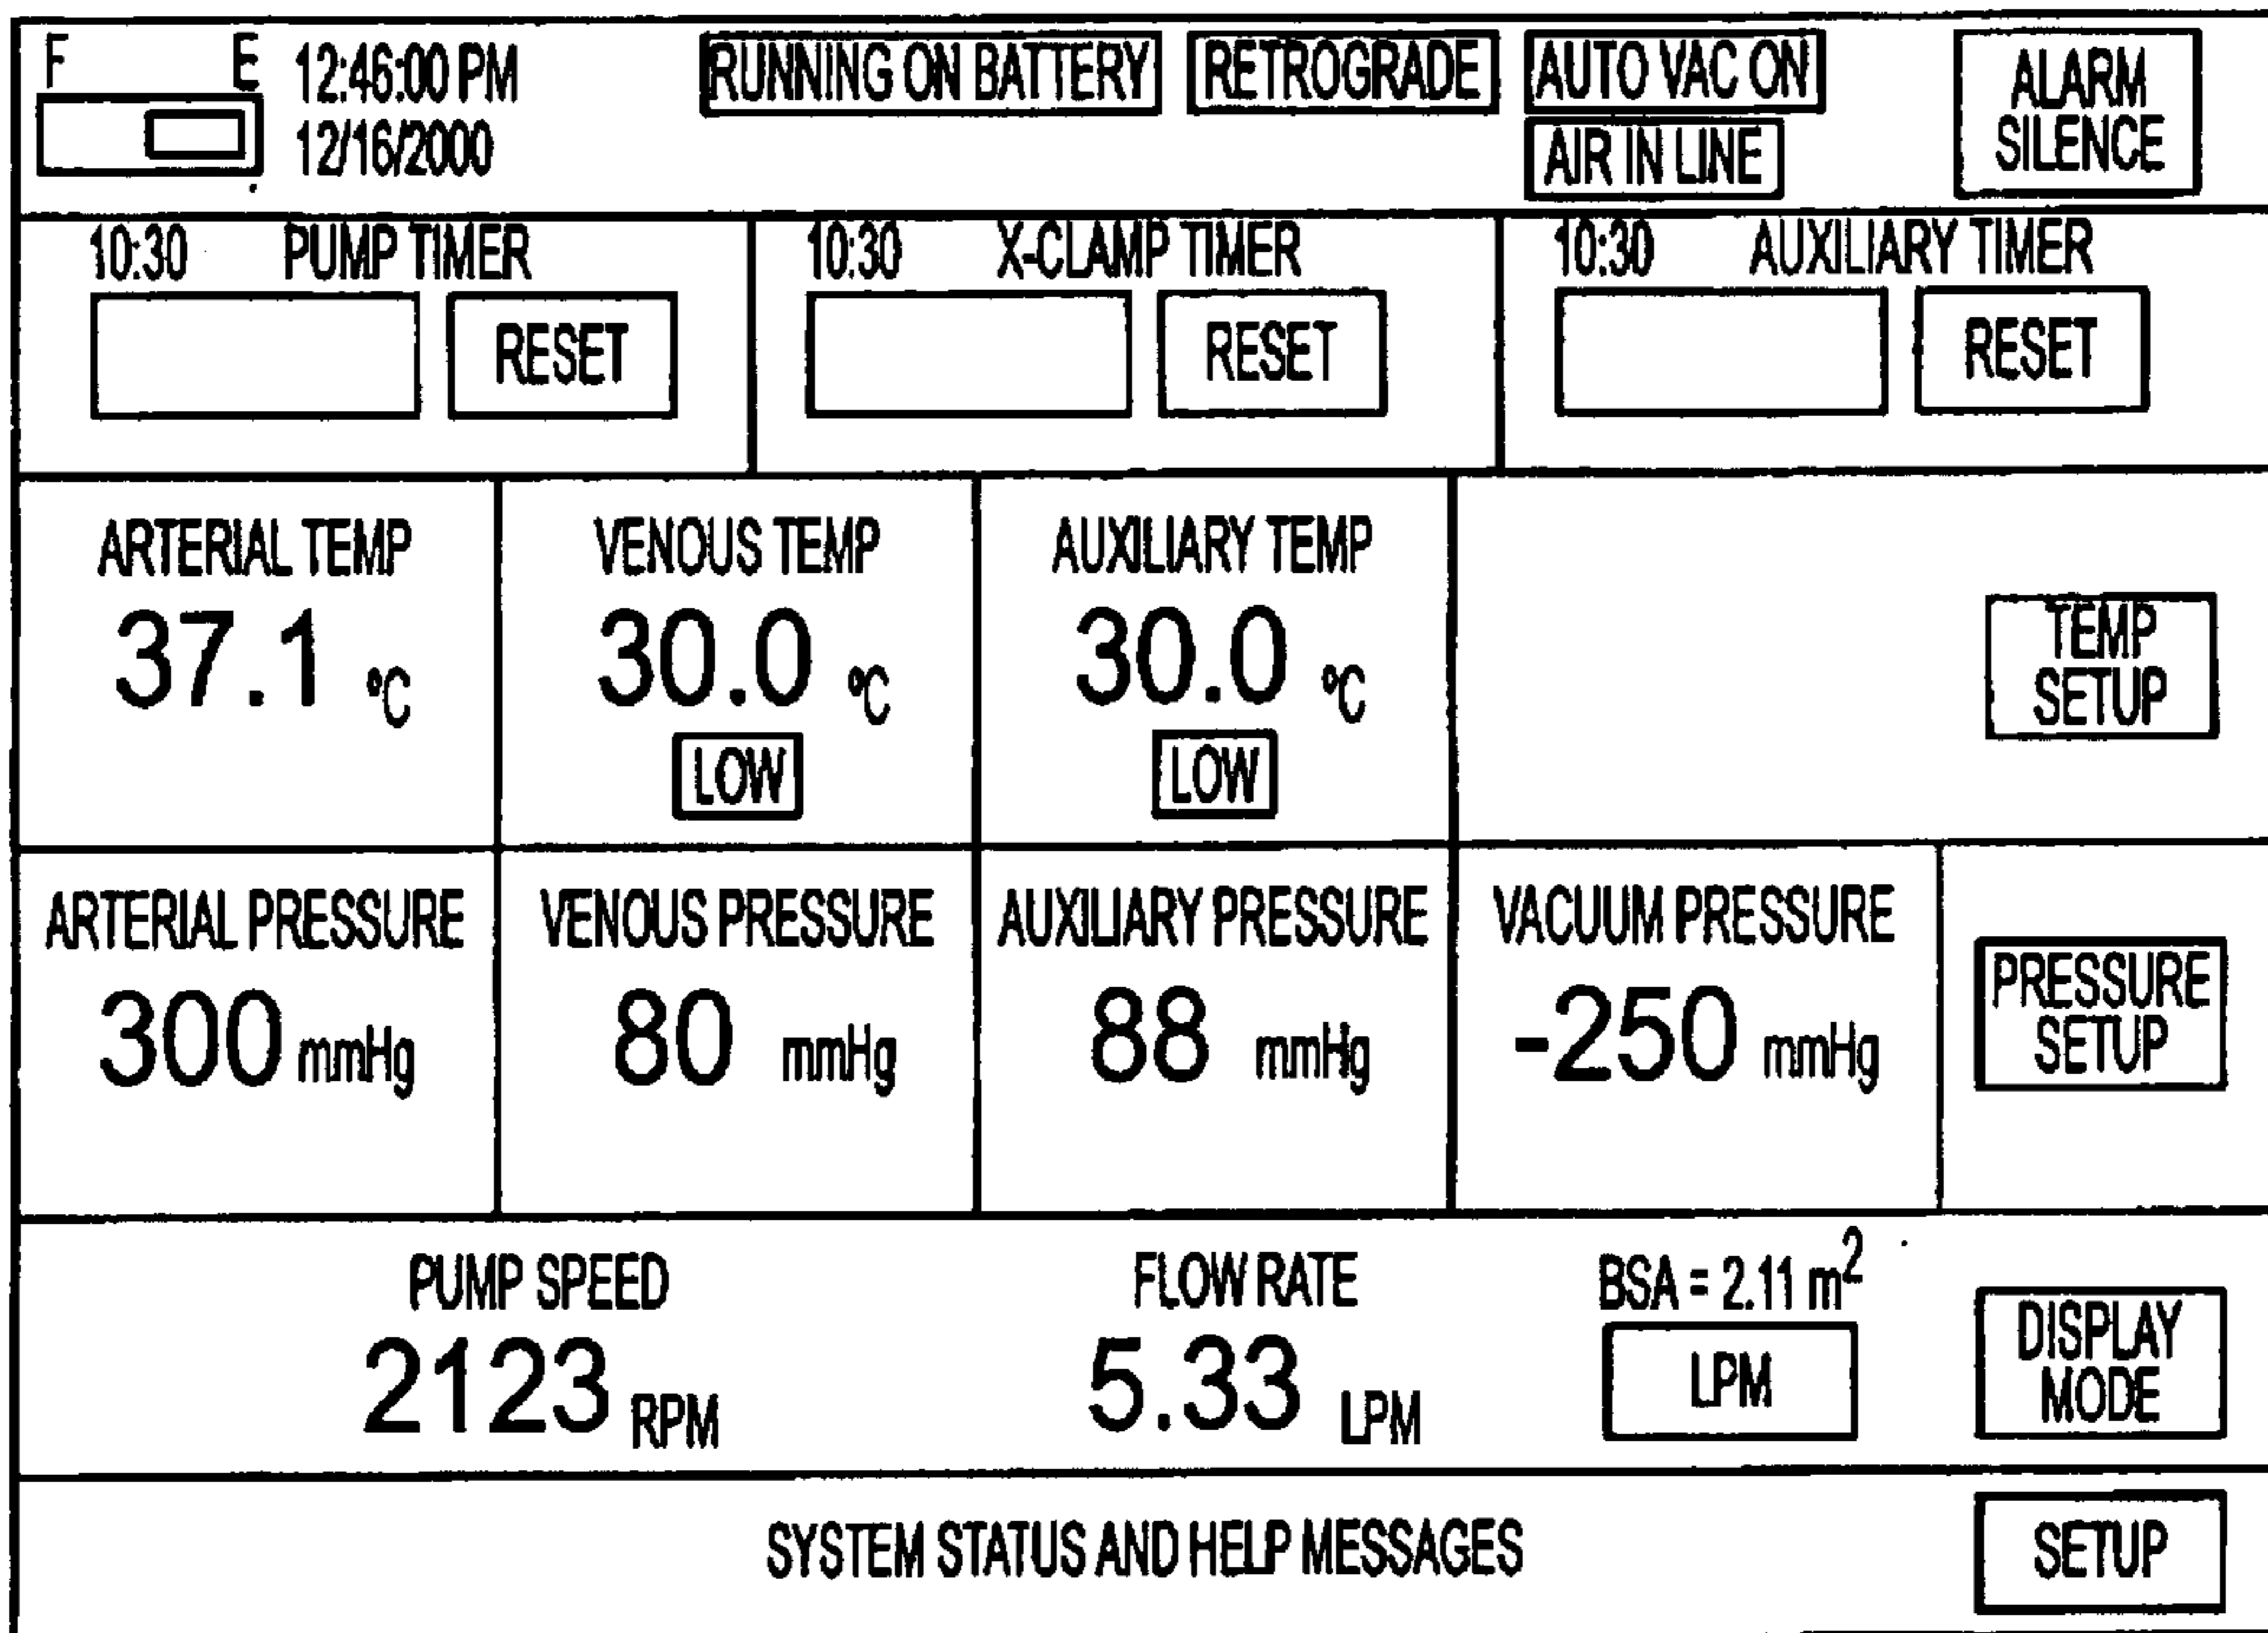 F E 12:46:00 PM RUNNING ON BATTERY RETROGRADE AUTO VAC ON ALARM
12/16/2000 AIR IN LINE SILENCE
10:30 PUMP TIMER 10:30 X-CLAMP TIMER 10:30 AUXILIARY TIMER
RESET RESET RESET
ARTERIAL TEMP VENOUS TEMP AUXILIARY TEMP
37.1 °C 30.0 °C 30.0 °C TEMP
SETUP
LOW LOW
ARTERIAL PRESSURE VENOUS PRESSURE AUXILIARY PRESSURE VACUUM PRESSURE
300 mmHg 80 mmHg 88 mmHg -250 mmHg PRESSURE
SETUP
PUMP SPEED FLOW RATE BSA = 2.11 m²
2123 RPM 5.33 LPM LPM DISPLAY
MODE
SYSTEM STATUS AND HELP MESSAGES SETUP